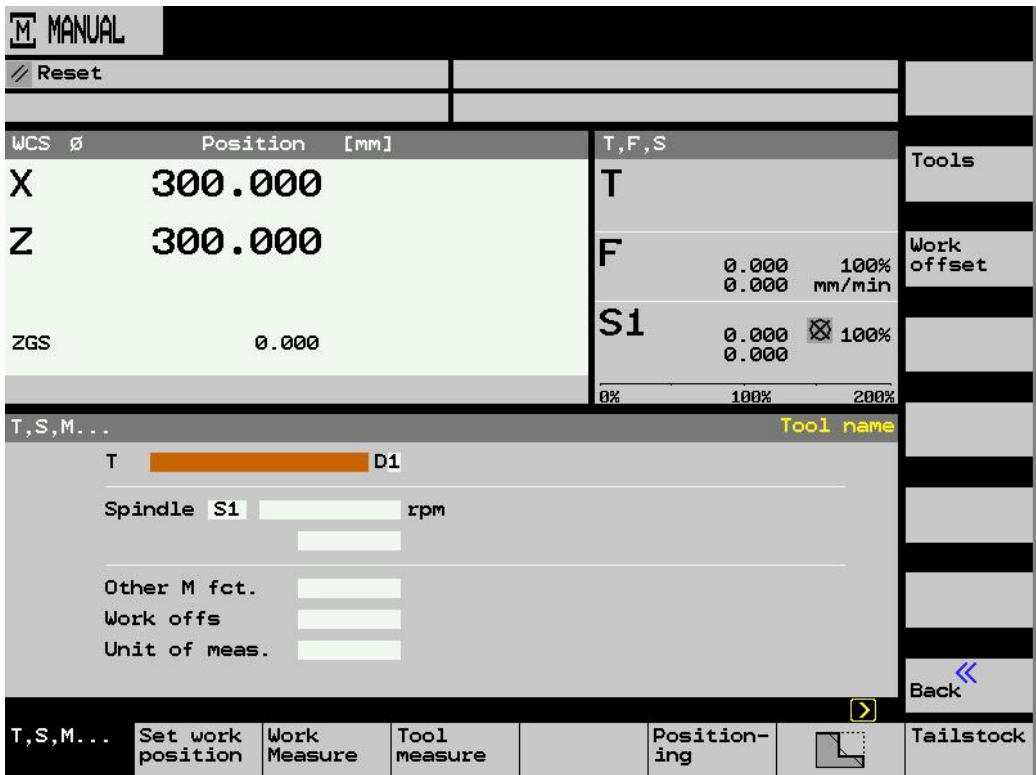 M MANUAL
// Reset
WCS Ø Position [mm]
X 300.000
Z 300.000
ZGS 0.000
T,F,S
T
F 0.000 100%
0.000 mm/min
S1 0.000 100%
0.000
0% 100% 200%
T,S,M... Tool name
T D1
Spindle S1 rpm
Other M fct.
Work offs
Unit of meas.
Tools
Work
offset
Back
«
T,S,M...
Set work
position
Work
Measure
Tool
measure
Position-
ing
Tailstock